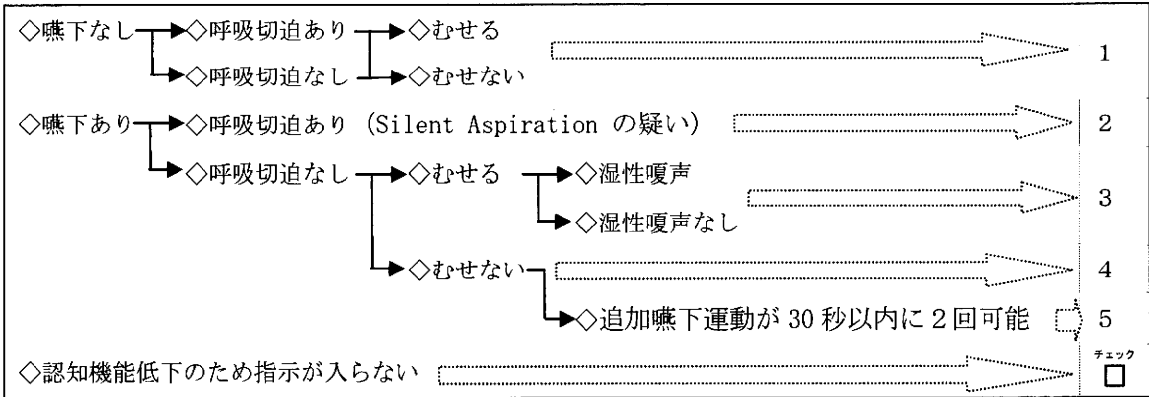 ◇嚥下なし ◇呼吸切迫あり ◇むせる
◇呼吸切迫なし ◇むせない
1
◇嚥下あり ◇呼吸切迫あり (Silent Aspiration の疑い) 2
◇呼吸切迫なし ◇むせる ◇湿性嗄声
3
◇湿性嗄声なし
◇むせない 4
◇追加嚥下運動が 30 秒以内に 2 回可能 5
チェック
◇認知機能低下のため指示が入らない □